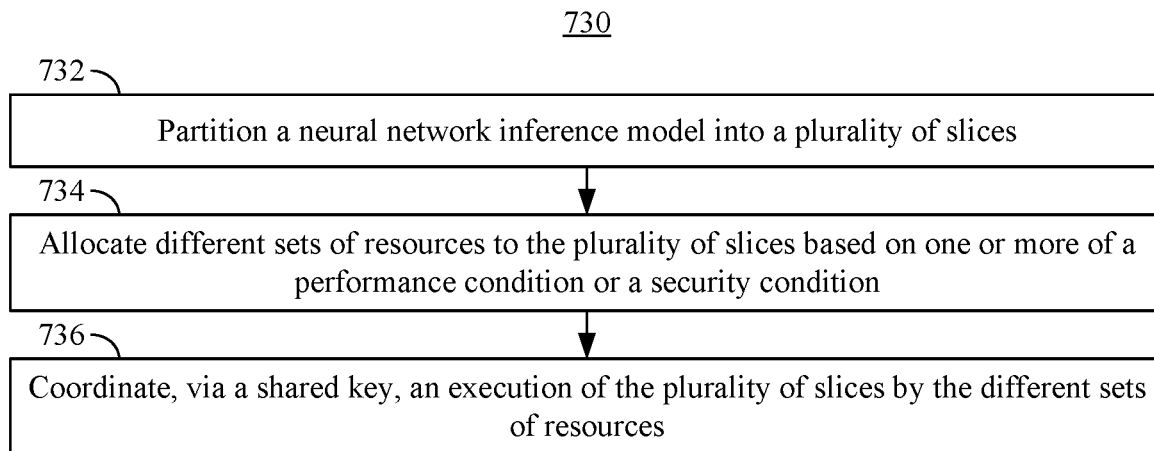 730
732
Partition a neural network inference model into a plurality of slices
734
Allocate different sets of resources to the plurality of slices based on one or more of a
performance condition or a security condition
736
Coordinate, via a shared key, an execution of the plurality of slices by the different sets
of resources